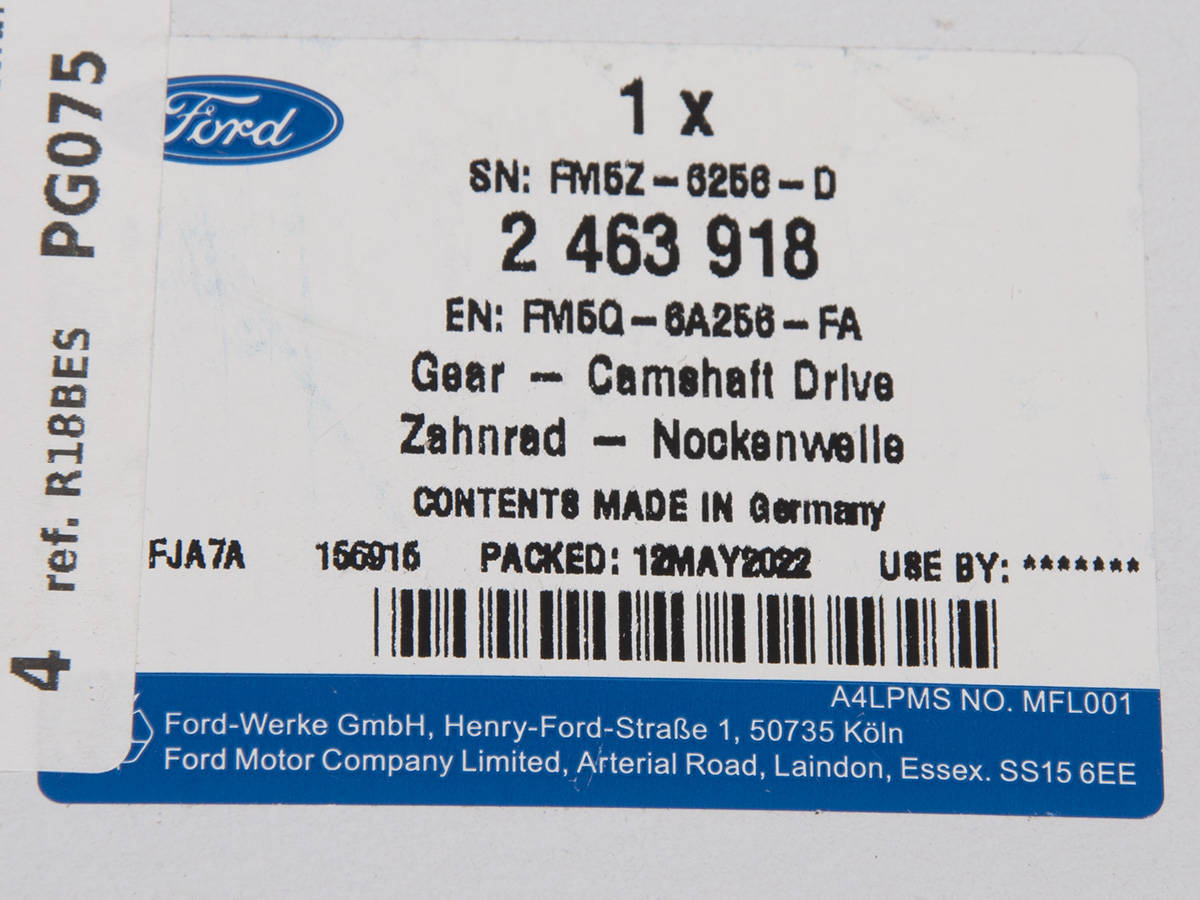 Ford
1 x
SN: FM5Z-6256-D
2 463 918
EN: FM5Q-6A256-FA
Gear - Camshaft Drive
Zahnrad - Nockenwelle
CONTENTS MADE IN Germany
FJA7A 156915 PACKED: 12MAY2022 USE BY: *******
A4LPMS NO. MFL001
Ford-Werke GmbH, Henry-Ford-Straße 1, 50735 Köln
Ford Motor Company Limited, Arterial Road, Laindon, Essex. SS15 6EE
4 ref. R18BES PG075